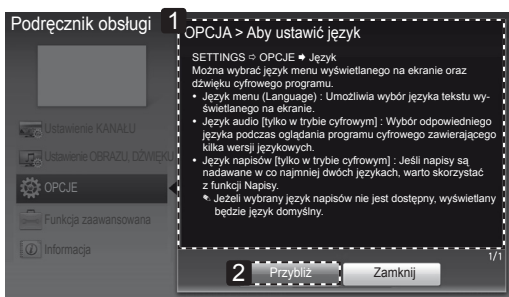 Podręcznik obsługi
1
OPCJA > Aby ustawić język
SETTINGS ⇨ OPCJE ➡ Język
Można wybrać język menu wyświetlanego na ekranie oraz
dźwięku cyfrowego programu.
• Język menu (Language) : Umożliwia wybór języka tekstu wy-
świetlanego na ekranie.
• Język audio [tylko w trybie cyfrowym] : Wybór odpowiedniego
języka podczas oglądania programu cyfrowego zawierającego
kilka wersji językowych.
• Język napisów [tylko w trybie cyfrowym] : Jeśli napisy są
nadawane w co najmniej dwóch językach, warto skorzystać
z funkcji Napisy.
Jeżeli wybrany język napisów nie jest dostępny, wyświetlany
będzie język domyślny.
Ustawienie KANAŁU
Ustawienie OBRAZU, DŹWIĘKU
OPCJE
Funkcja zaawansowana
Informacja
1/1
2
Przybliż
Zamknij